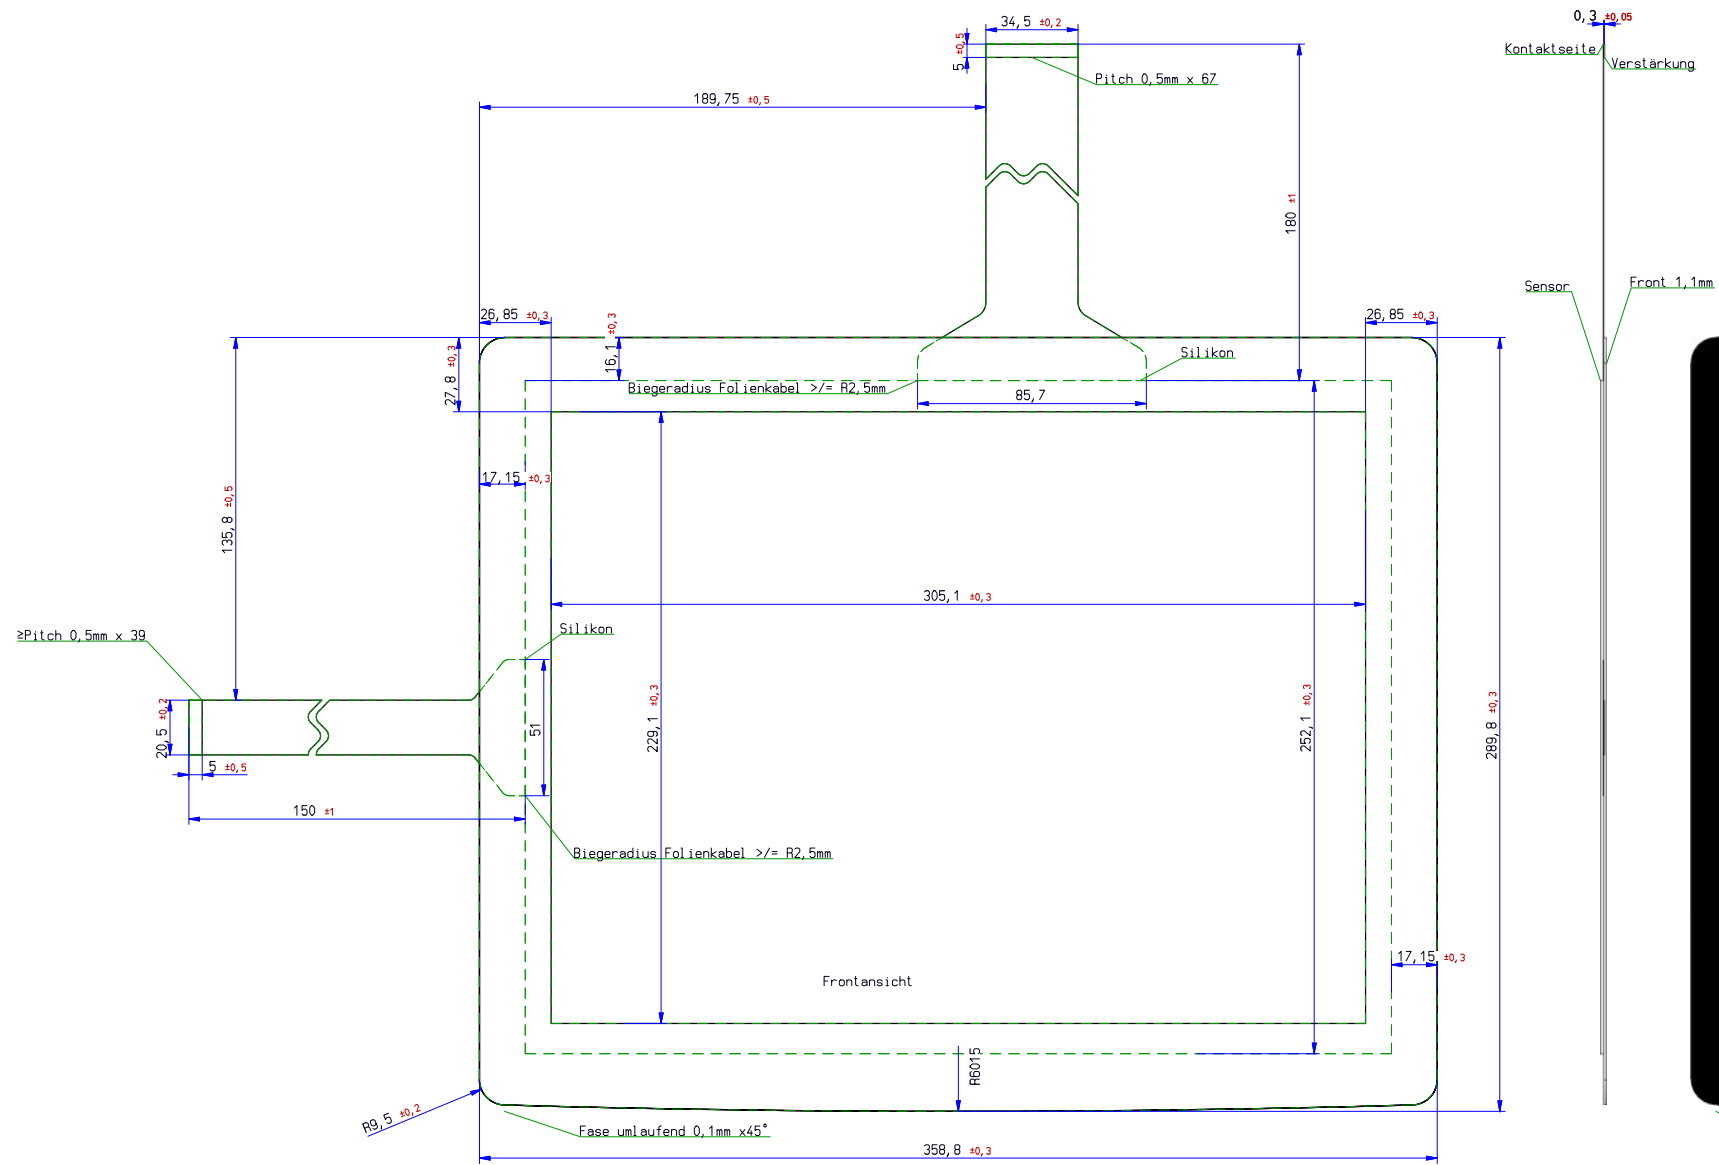 0,3 ±0,05
34,5 ±0,2
Kontaktseite
5 ±0,5
Verstärkung
Pitch 0,5mm x 67
189,75 ±0,5
180 ±1
Sensor
Front 1,1mm
26,85 ±0,3
26,85 ±0,3
16,1 ±0,3
27,8 ±0,3
Silikon
Biegeradius Folienkabel >/= R2,5mm
85,7
17,15 ±0,3
135,8 ±0,5
305,1 ±0,3
Silikon
≥Pitch 0,5mm x 39
20,5 ±0,2
51
229,1 ±0,3
252,1 ±0,3
289,8 ±0,3
5 ±0,5
150 ±1
Biegeradius Folienkabel >/= R2,5mm
17,15 ±0,3
Frontansicht
R6015
R9,5 ±0,2
Fase umlaufend 0,1mm x45°
358,8 ±0,3